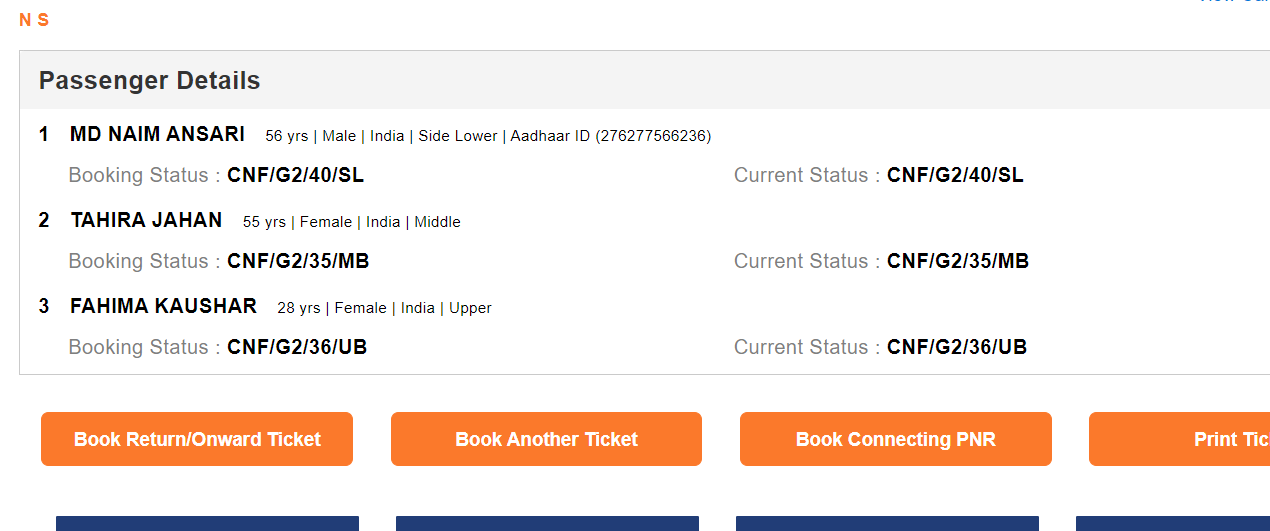 N S
Passenger Details
1 MD NAIM ANSARI 56 yrs | Male | India | Side Lower | Aadhaar ID (276277566236)
Booking Status : CNF/G2/40/SL Current Status : CNF/G2/40/SL
2 TAHIRA JAHAN 55 yrs | Female | India | Middle
Booking Status : CNF/G2/35/MB Current Status : CNF/G2/35/MB
3 FAHIMA KAUSHAR 28 yrs | Female | India | Upper
Booking Status : CNF/G2/36/UB Current Status : CNF/G2/36/UB
Book Return/Onward Ticket Book Another Ticket Book Connecting PNR Print Tic